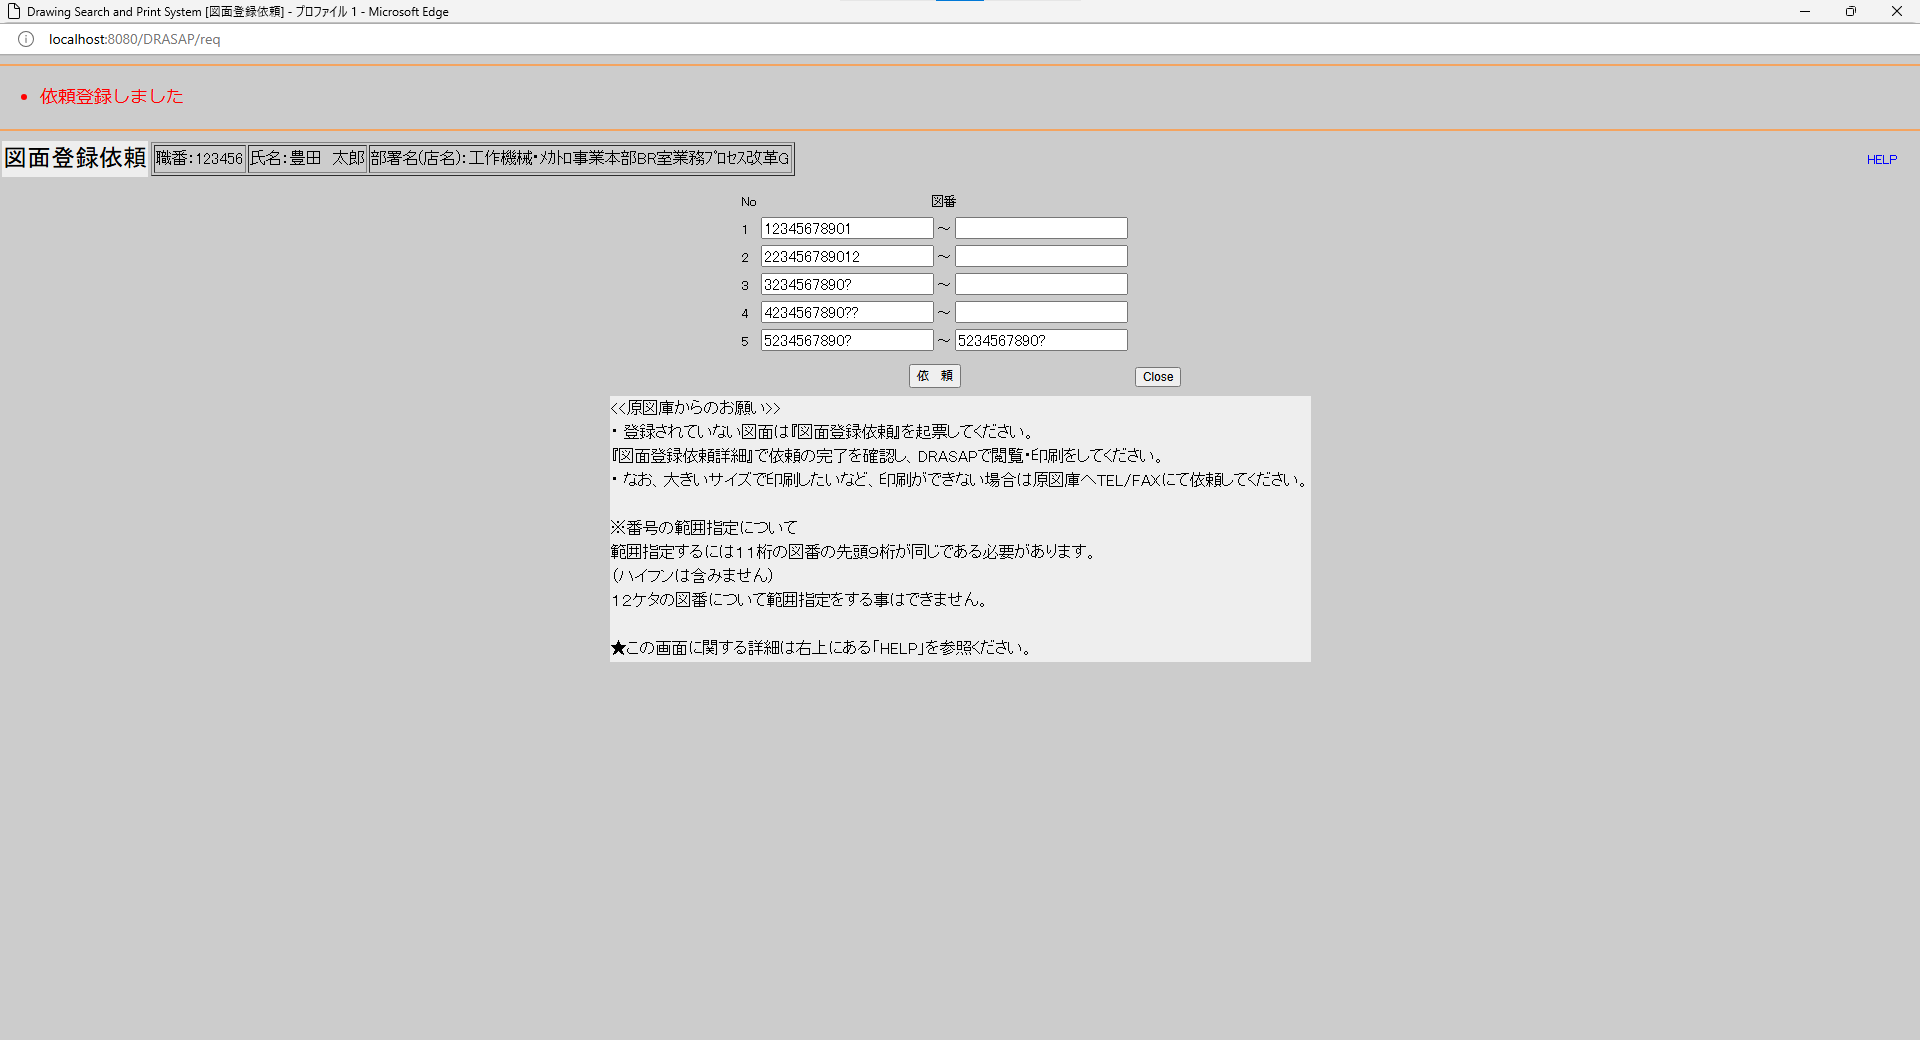 Drawing Search and Print System [図面登録依頼] - プロファイル 1 - Microsoft Edge
localhost:8080/DRASAP/req
• 依頼登録しました
図面登録依頼 職番：123456 氏名：豊田　太郎 部署名(店名)：工作機械・ﾒｶﾄﾛ事業本部BR室業務ﾌﾟﾛｾｽ改革G HELP
No 図番
1 12345678901 ～
2 223456789012 ～
3 3234567890? ～
4 4234567890?? ～
5 5234567890? ～ 5234567890?
依　頼 Close
<<原図庫からのお願い>>
・ 登録されていない図面は『図面登録依頼』を起票してください。
『図面登録依頼詳細』で依頼の完了を確認し、DRASAPで閲覧・印刷をしてください。
・ なお、大きいサイズで印刷したいなど、印刷ができない場合は原図庫へTEL/FAXにて依頼してください。
※番号の範囲指定について
範囲指定するには１１桁の図番の先頭９桁が同じである必要があります。
（ハイフンは含みません）
１２ケタの図番について範囲指定をする事はできません。
★この画面に関する詳細は右上にある「HELP」を参照ください。